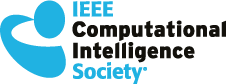 IEEE
Computational
Intelligence
Society®